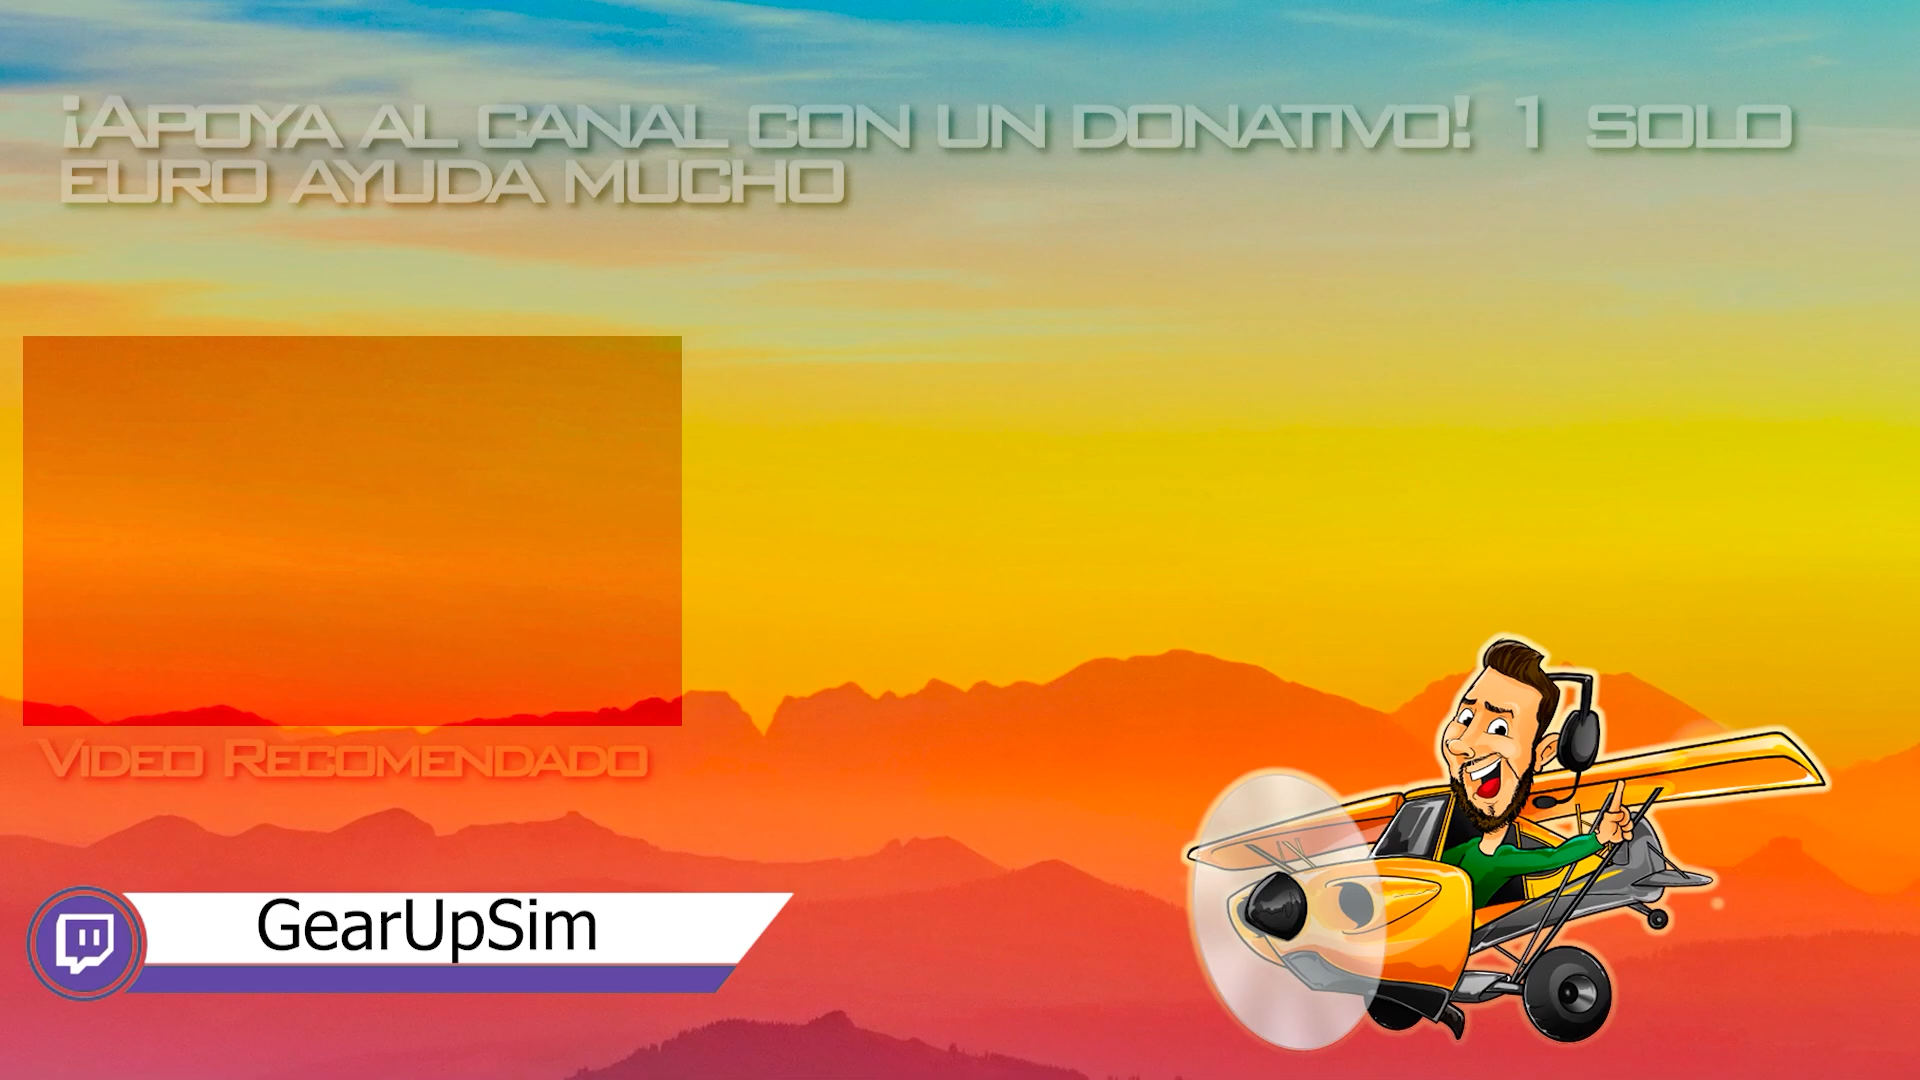 ¡Apoya al canal con un donativo! 1 solo
euro ayuda mucho
Video Recomendado
GearUpSim